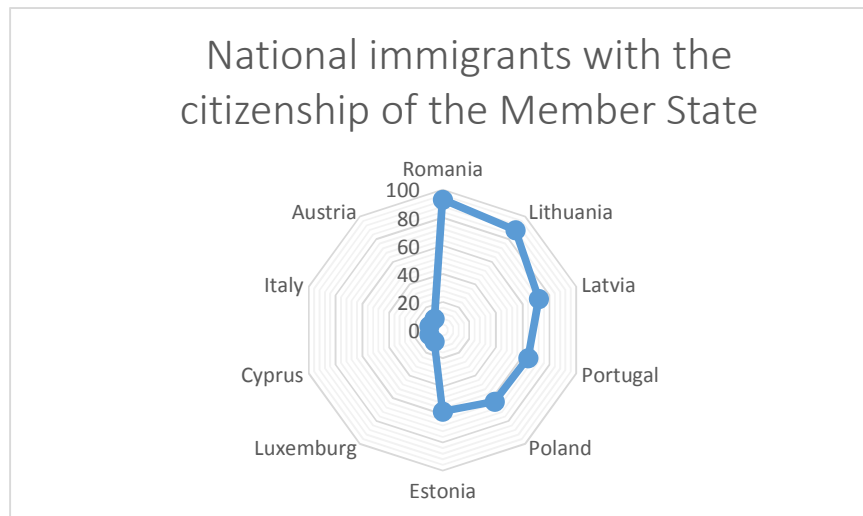 National immigrants with the
citizenship of the Member State
Romania
100
Austria
Lithuania
80
60
Italy
Latvia
40
20
0
Cyprus
Portugal
Luxemburg
Poland
Estonia